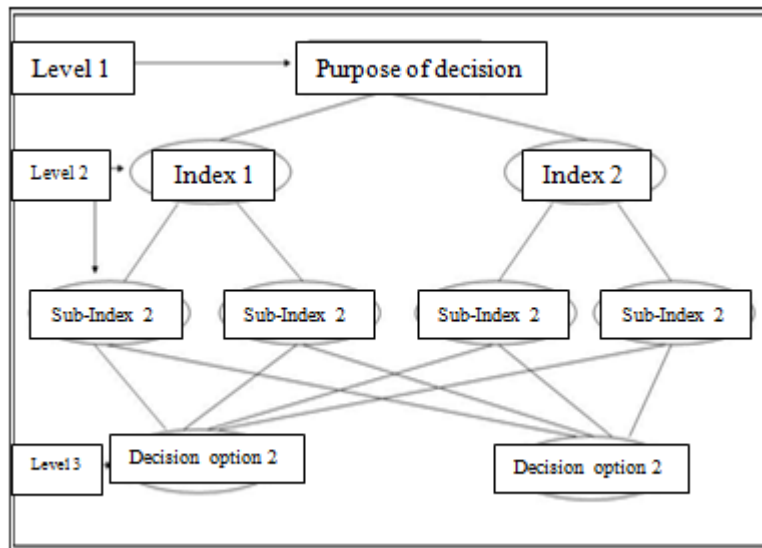 Level 1
Purpose of decision
Level 2
Index 1
Index 2
Sub-Index 2
Sub-Index 2
Sub-Index 2
Sub-Index 2
Level 3
Decision option 2
Decision option 2